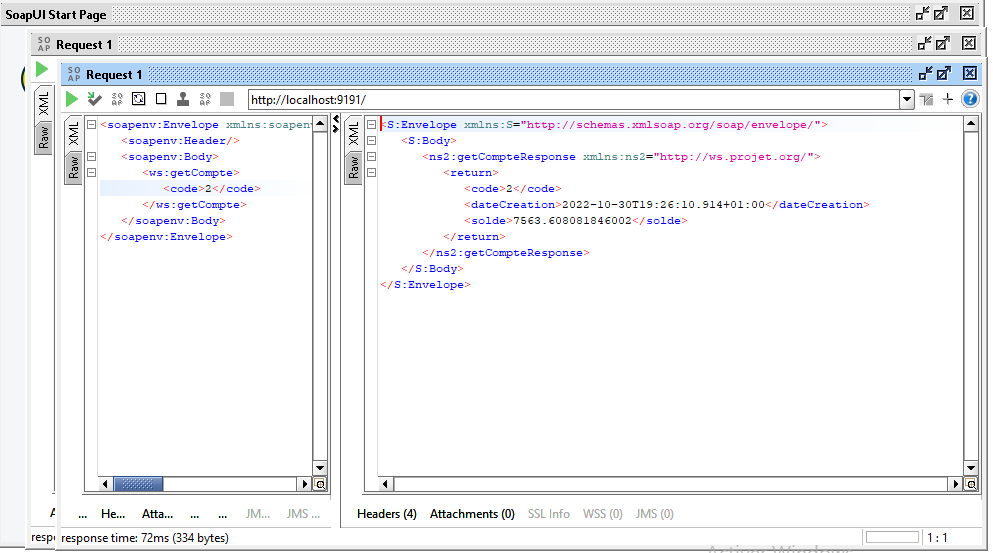 SoapUI Start Page
SO
AP Request 1
XML
Raw
SO
AP Request 1
http://localhost:9191/
XML
Raw
<soapenv:Envelope xmlns:soapenv
<soapenv:Header/>
<soapenv:Body>
<ws:getCompte>
<code>2</code>
</ws:getCompte>
</soapenv:Body>
</soapenv:Envelope>
XML
Raw
<S:Envelope xmlns:S="http://schemas.xmlsoap.org/soap/envelope/">
<S:Body>
<ns2:getCompteResponse xmlns:ns2="http://ws.projet.org/">
<return>
<code>2</code>
<dateCreation>2022-10-30T19:26:10.914+01:00</dateCreation>
<solde>7563.608081846002</solde>
</return>
</ns2:getCompteResponse>
</S:Body>
</S:Envelope>
A ... He... Atta... ... ... JM... JMS ...
Headers (4) Attachments (0) SSL Info WSS (0) JMS (0)
respo response time: 72ms (334 bytes) 1 : 1